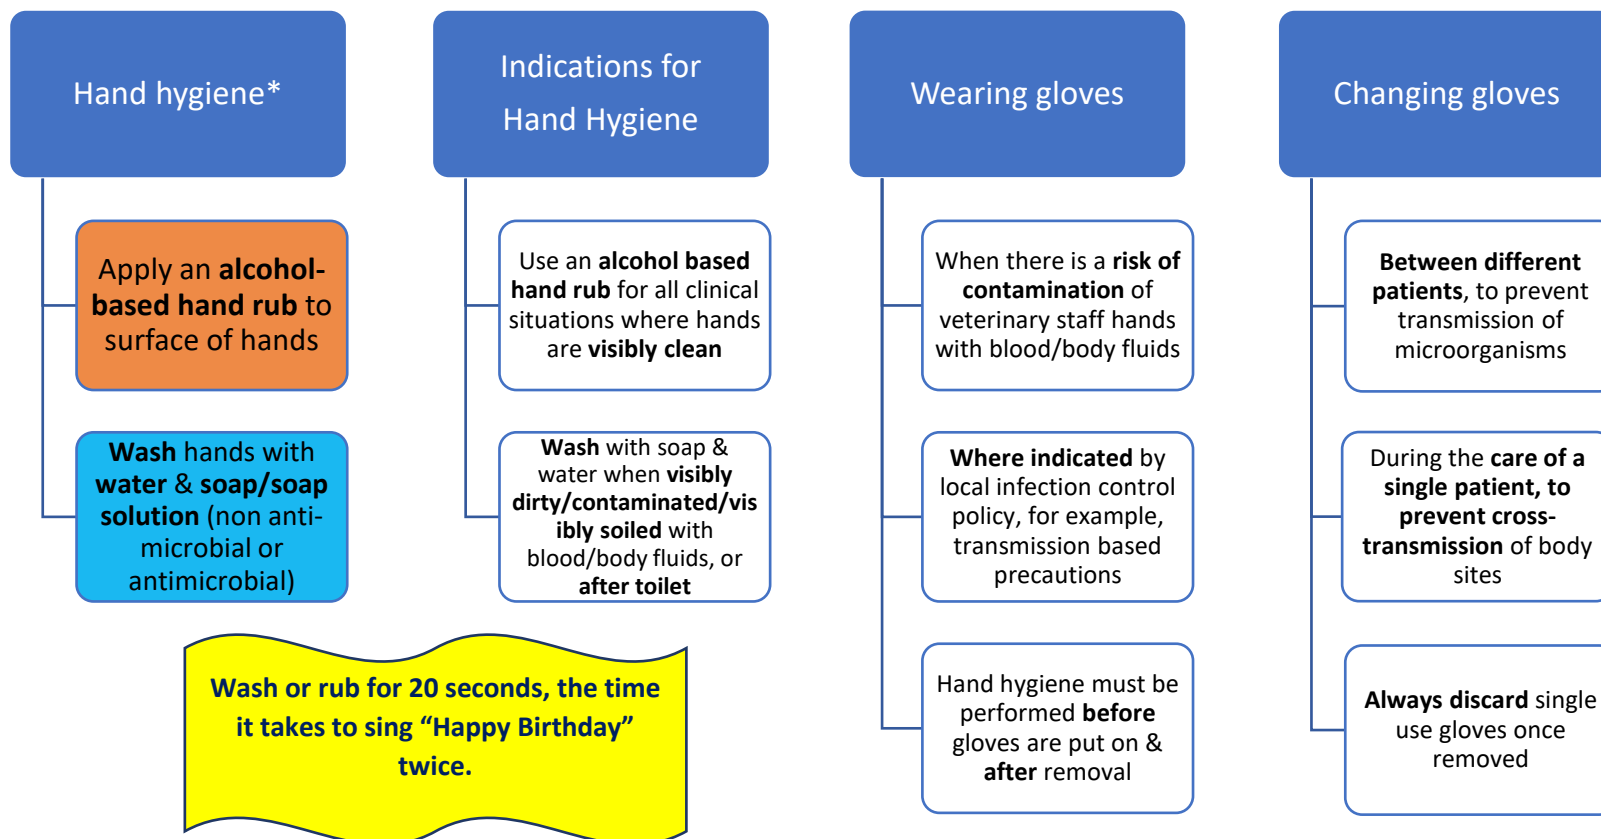 Hand hygiene*
Apply an alcohol-
based hand rub to
surface of hands
Wash hands with
water & soap/soap
solution (non anti-
microbial or
antimicrobial)
Indications for
Hand Hygiene
Use an alcohol based
hand rub for all clinical
situations where hands
are visibly clean
Wash with soap &
water when visibly
dirty/contaminated/vis
ibly soiled with
blood/body fluids, or
after toilet
Wash or rub for 20 seconds, the time
it takes to sing “Happy Birthday”
twice.
Wearing gloves
When there is a risk of
contamination of
veterinary staff hands
with blood/body fluids
Where indicated by
local infection control
policy, for example,
transmission based
precautions
Hand hygiene must be
performed before
gloves are put on &
after removal
Changing gloves
Between different
patients, to prevent
transmission of
microorganisms
During the care of a
single patient, to
prevent cross-
transmission of body
sites
Always discard single
use gloves once
removed